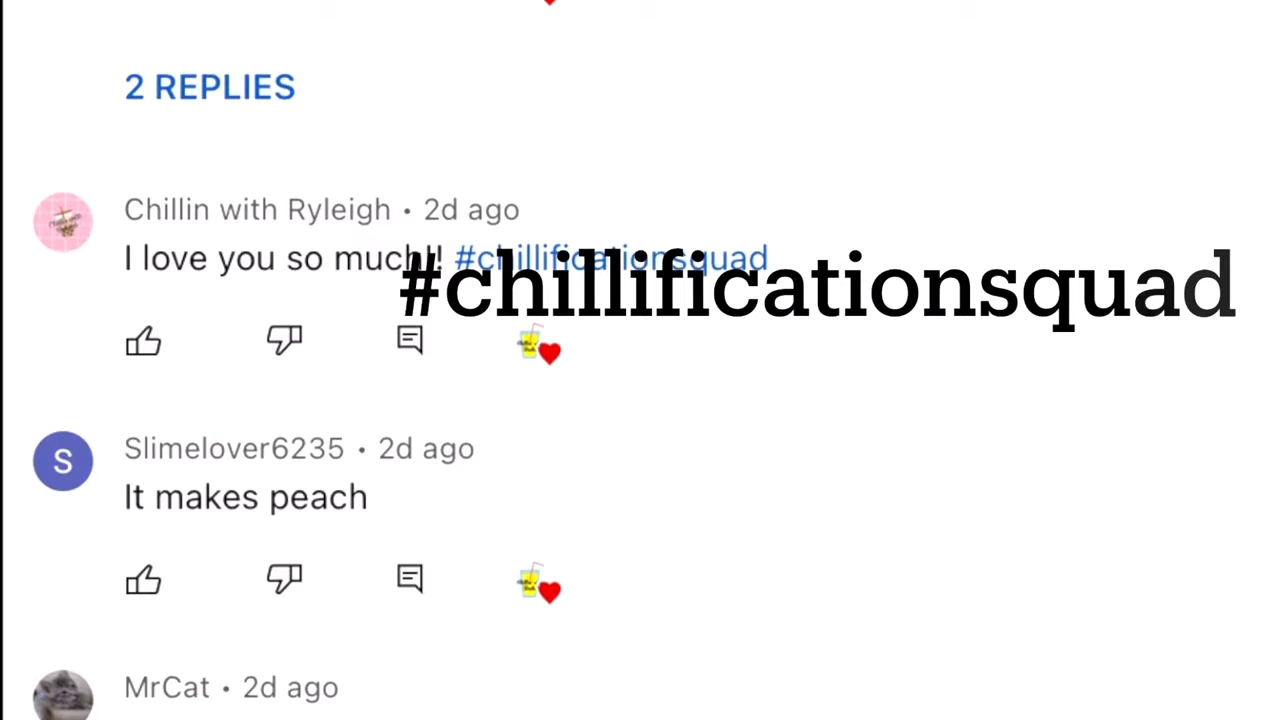 2 REPLIES
Chillin with Ryleigh • 2d ago
I love you so much!! #chillificationsquad
#chillificationsquad
S
Slimelover6235 • 2d ago
It makes peach
MrCat • 2d ago